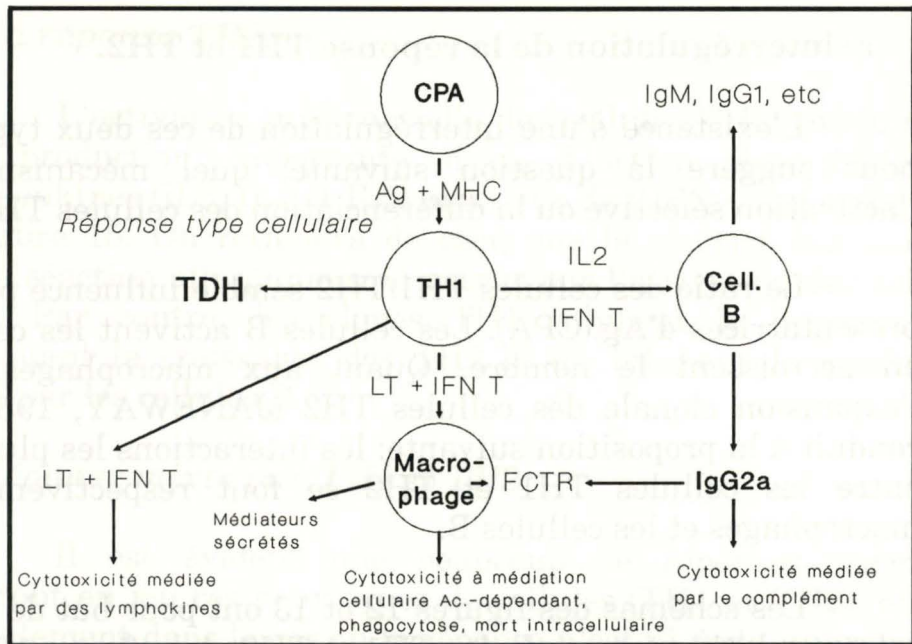 CPA
IgM, IgG1, etc
Ag + MHC
Réponse type cellulaire
TDH
TH1
IL2
IFN T
Cell.
B
LT + IFN T
LT + IFN T
Macro-
phage
FCTR
IgG2a
Médiateurs
sécrétés
Cytotoxicité médiée
par des lymphokines
Cytotoxicité à médiation
cellulaire Ac.-dépendant,
phagocytose, mort intracellulaire
Cytotoxicité médiée
par le complément